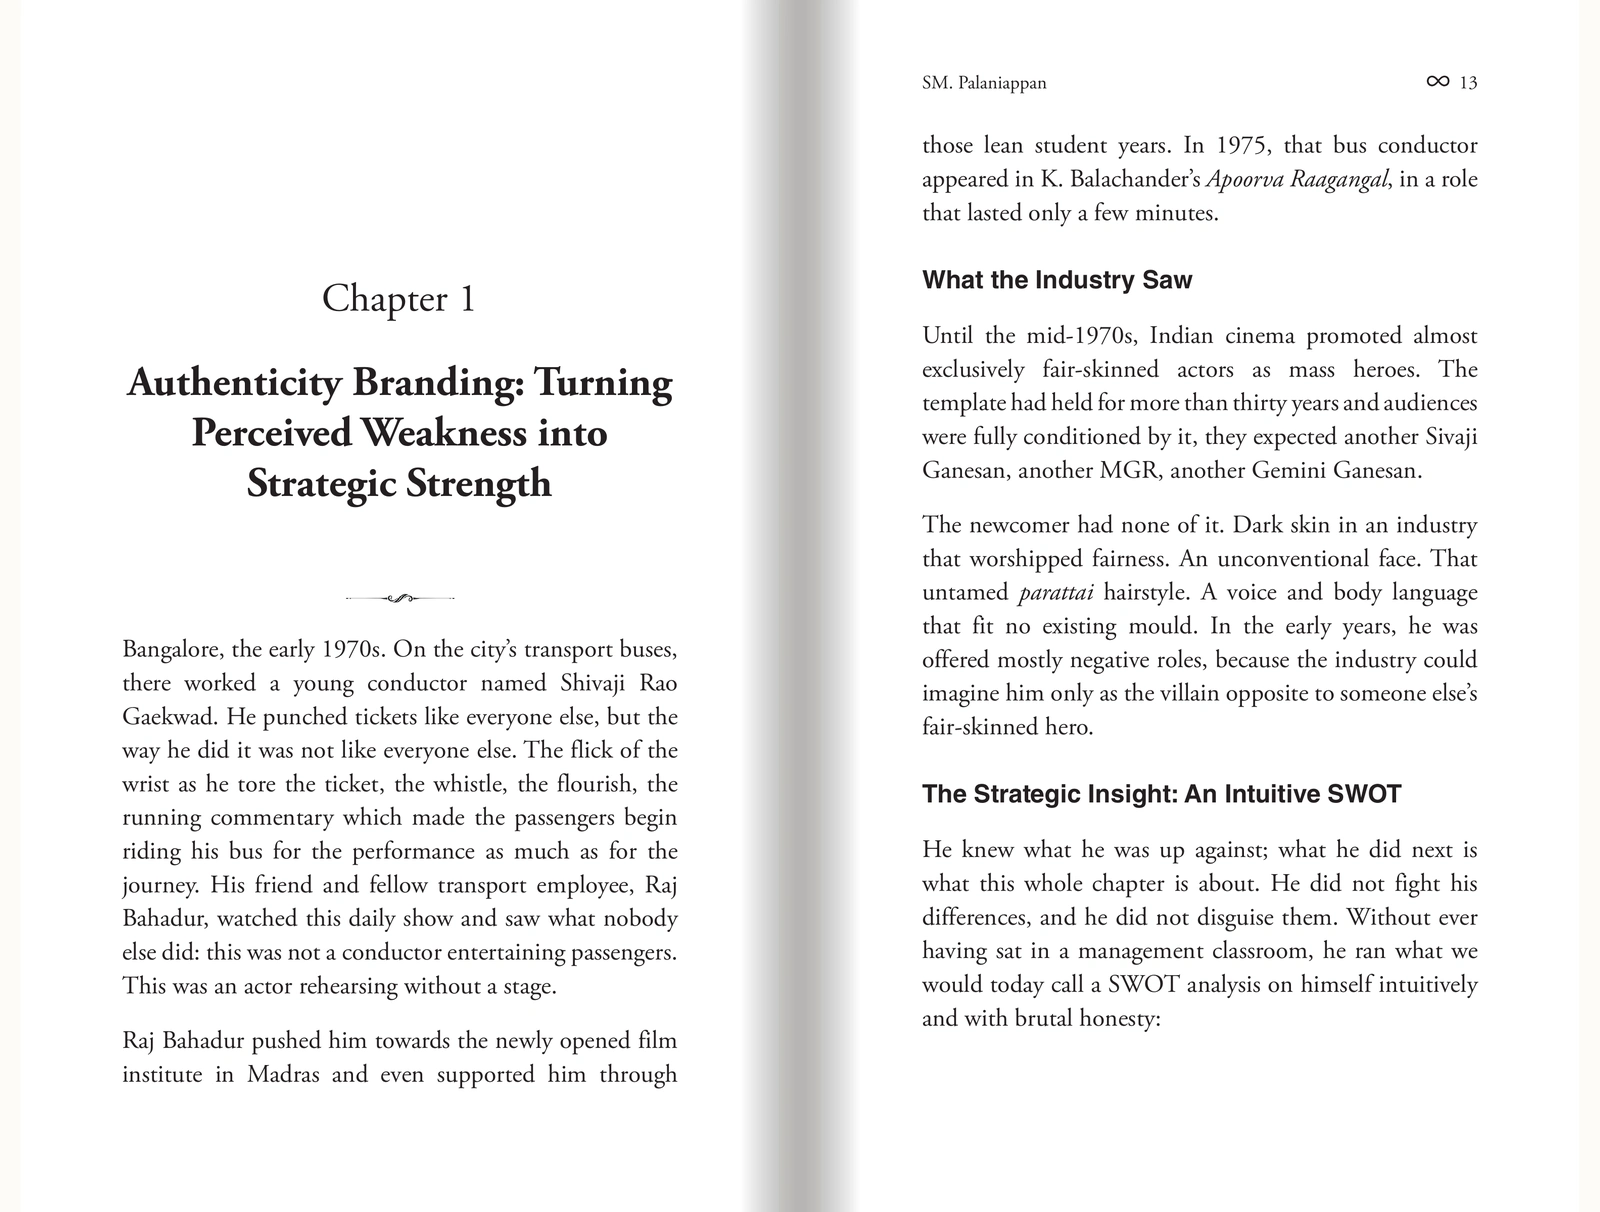 Chapter 1
Authenticity Branding: Turning
Perceived Weakness into
Strategic Strength
Bangalore, the early 1970s. On the city’s transport buses,
there worked a young conductor named Shivaji Rao
Gaekwad. He punched tickets like everyone else, but the
way he did it was not like everyone else. The flick of the
wrist as he tore the ticket, the whistle, the flourish, the
running commentary which made the passengers begin
riding his bus for the performance as much as for the
journey. His friend and fellow transport employee, Raj
Bahadur, watched this daily show and saw what nobody
else did: this was not a conductor entertaining passengers.
This was an actor rehearsing without a stage.
Raj Bahadur pushed him towards the newly opened film
institute in Madras and even supported him through
SM. Palaniappan ∞ 13
those lean student years. In 1975, that bus conductor
appeared in K. Balachander’s Apoorva Raagangal, in a role
that lasted only a few minutes.
What the Industry Saw
Until the mid-1970s, Indian cinema promoted almost
exclusively fair-skinned actors as mass heroes. The
template had held for more than thirty years and audiences
were fully conditioned by it, they expected another Sivaji
Ganesan, another MGR, another Gemini Ganesan.
The newcomer had none of it. Dark skin in an industry
that worshipped fairness. An unconventional face. That
untamed parattai hairstyle. A voice and body language
that fit no existing mould. In the early years, he was
offered mostly negative roles, because the industry could
imagine him only as the villain opposite to someone else’s
fair-skinned hero.
The Strategic Insight: An Intuitive SWOT
He knew what he was up against; what he did next is
what this whole chapter is about. He did not fight his
differences, and he did not disguise them. Without ever
having sat in a management classroom, he ran what we
would today call a SWOT analysis on himself intuitively
and with brutal honesty: